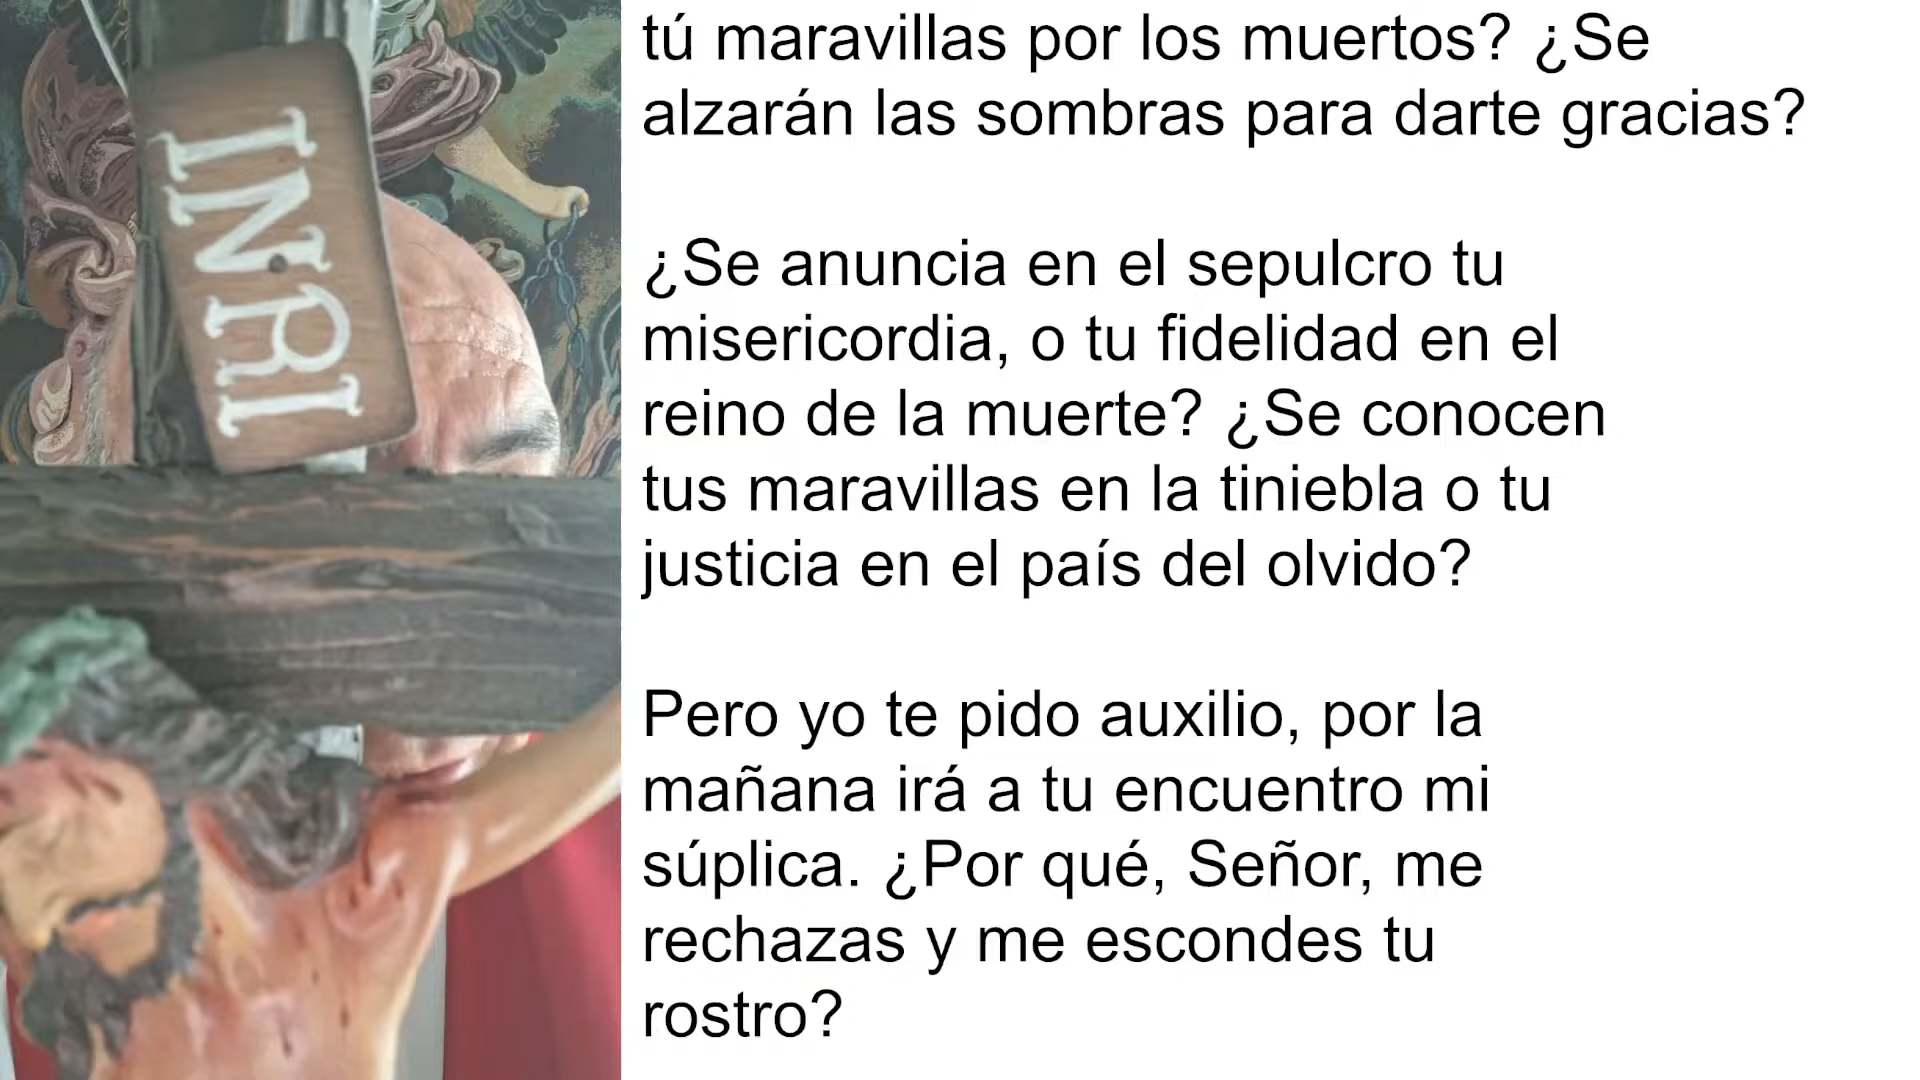 INRI
tú maravillas por los muertos? ¿Se
alzarán las sombras para darte gracias?
¿Se anuncia en el sepulcro tu
misericordia, o tu fidelidad en el
reino de la muerte? ¿Se conocen
tus maravillas en la tiniebla o tu
justicia en el país del olvido?
Pero yo te pido auxilio, por la
mañana irá a tu encuentro mi
súplica. ¿Por qué, Señor, me
rechazas y me escondes tu
rostro?